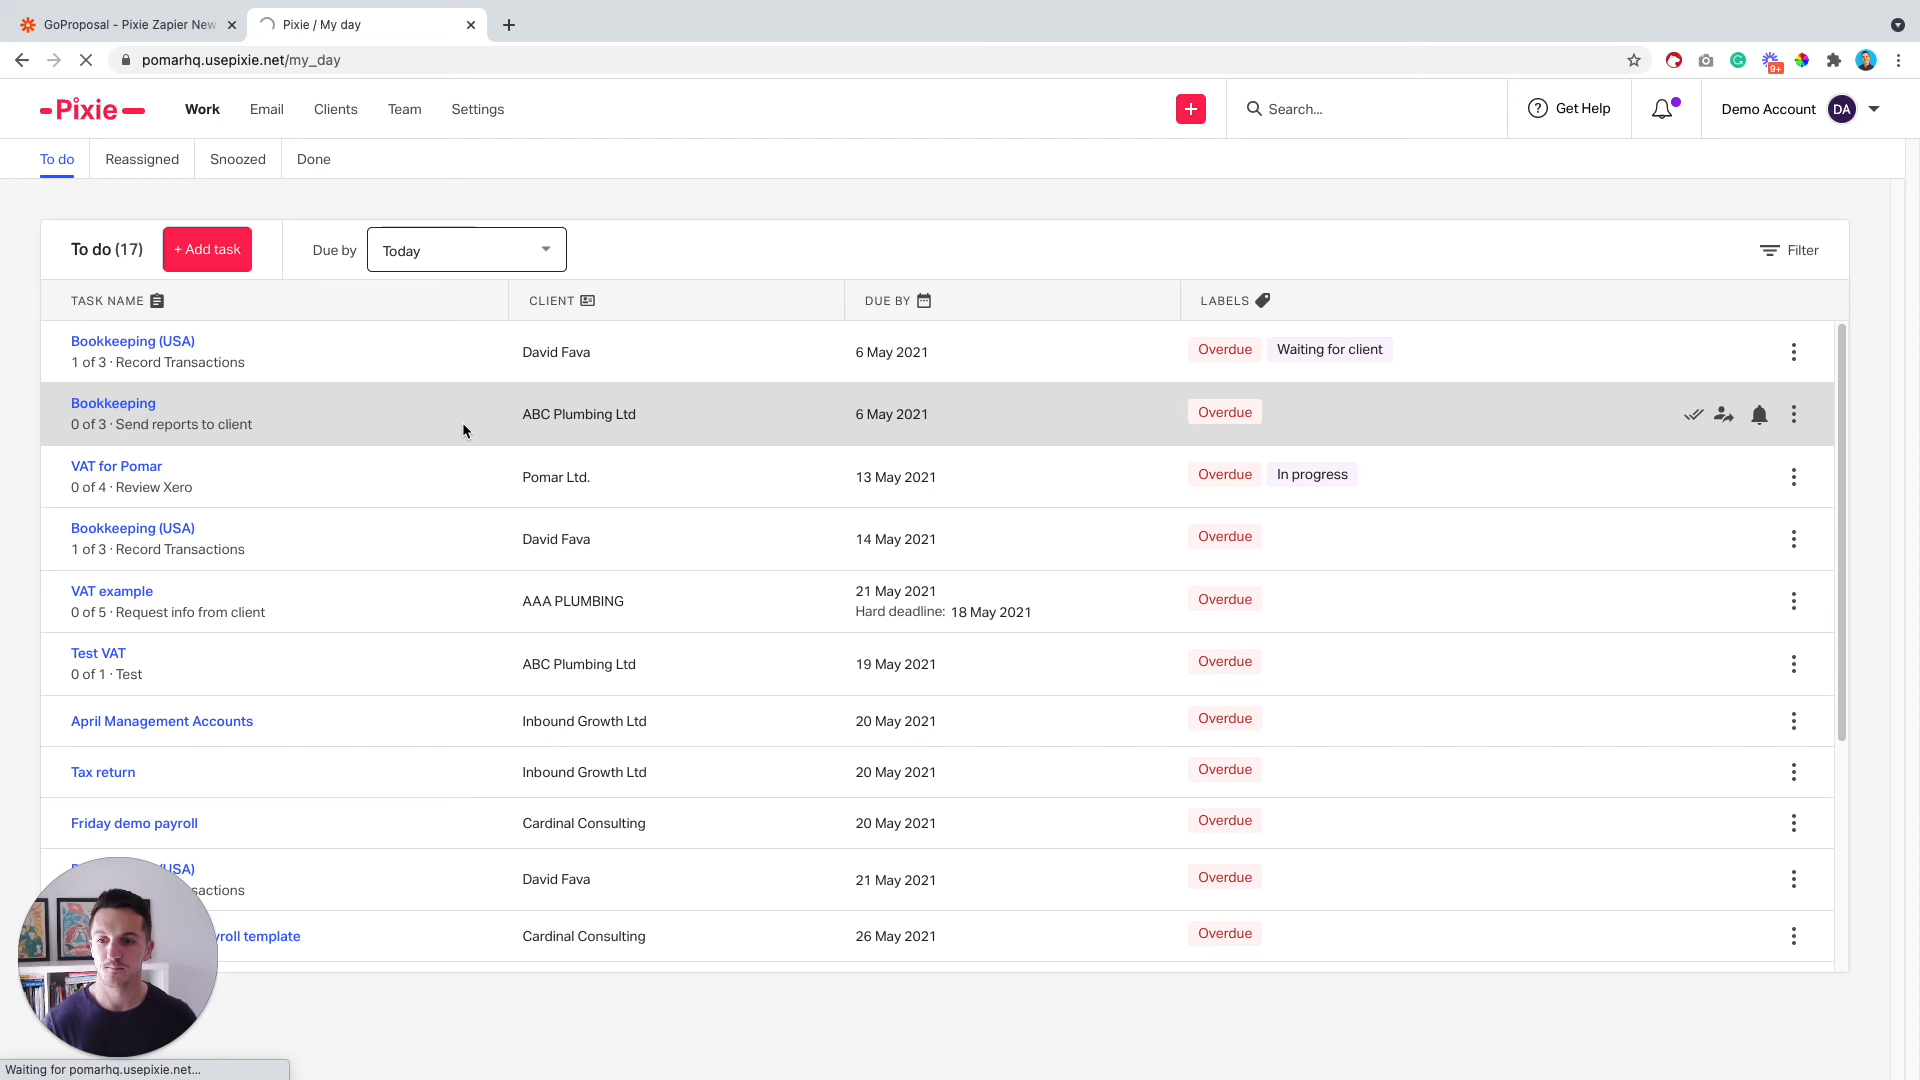 GoProposal - Pixie Zapier New
Pixie / My day
pomarhq.usepixie.net/my_day
9+
Pixie
Work
Email
Clients
Team
Settings
+
Search...
Get Help
Demo Account
DA
To do
Reassigned
Snoozed
Done
To do (17)
+ Add task
Due by
Today
Filter
TASK NAME
CLIENT
DUE BY
LABELS
Bookkeeping (USA)
1 of 3 · Record Transactions
David Fava
6 May 2021
Overdue
Waiting for client
Bookkeeping
0 of 3 · Send reports to client
ABC Plumbing Ltd
6 May 2021
Overdue
VAT for Pomar
0 of 4 · Review Xero
Pomar Ltd.
13 May 2021
Overdue
In progress
Bookkeeping (USA)
1 of 3 · Record Transactions
David Fava
14 May 2021
Overdue
VAT example
0 of 5 · Request info from client
AAA PLUMBING
21 May 2021
Hard deadline: 18 May 2021
Overdue
Test VAT
0 of 1 · Test
ABC Plumbing Ltd
19 May 2021
Overdue
April Management Accounts
Inbound Growth Ltd
20 May 2021
Overdue
Tax return
Inbound Growth Ltd
20 May 2021
Overdue
Friday demo payroll
Cardinal Consulting
20 May 2021
Overdue
(USA)
sactions
David Fava
21 May 2021
Overdue
yroll template
Cardinal Consulting
26 May 2021
Overdue
Waiting for pomarhq.usepixie.net...